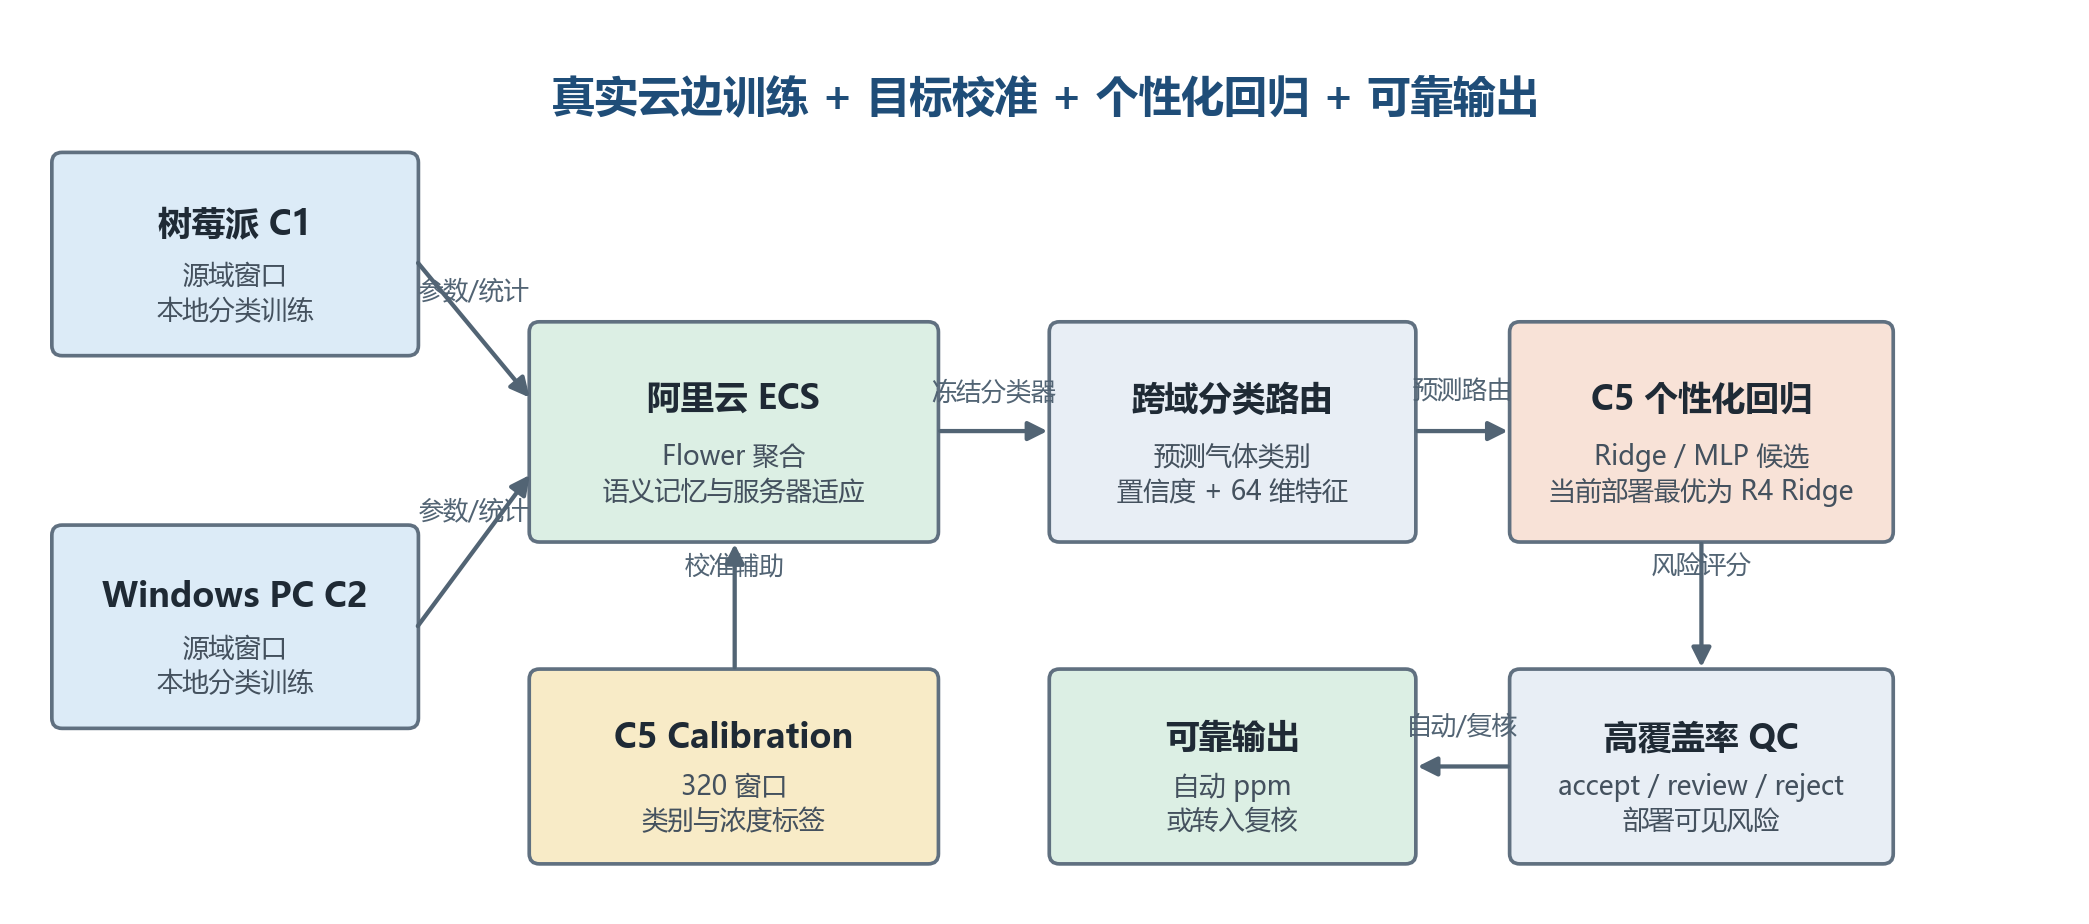 真实云边训练 + 目标校准 + 个性化回归 + 可靠输出
树莓派 C1
源域窗口
本地分类训练
参数/统计
Windows PC C2
源域窗口
本地分类训练
参数/统计
阿里云 ECS
Flower 聚合
语义记忆与服务器适应
校准辅助
C5 Calibration
320 窗口
类别与浓度标签
冻结分类器
跨域分类路由
预测气体类别
置信度 + 64 维特征
预测路由
C5 个性化回归
Ridge / MLP 候选
当前部署最优为 R4 Ridge
风险评分
高覆盖率 QC
accept / review / reject
部署可见风险
自动/复核
可靠输出
自动 ppm
或转入复核